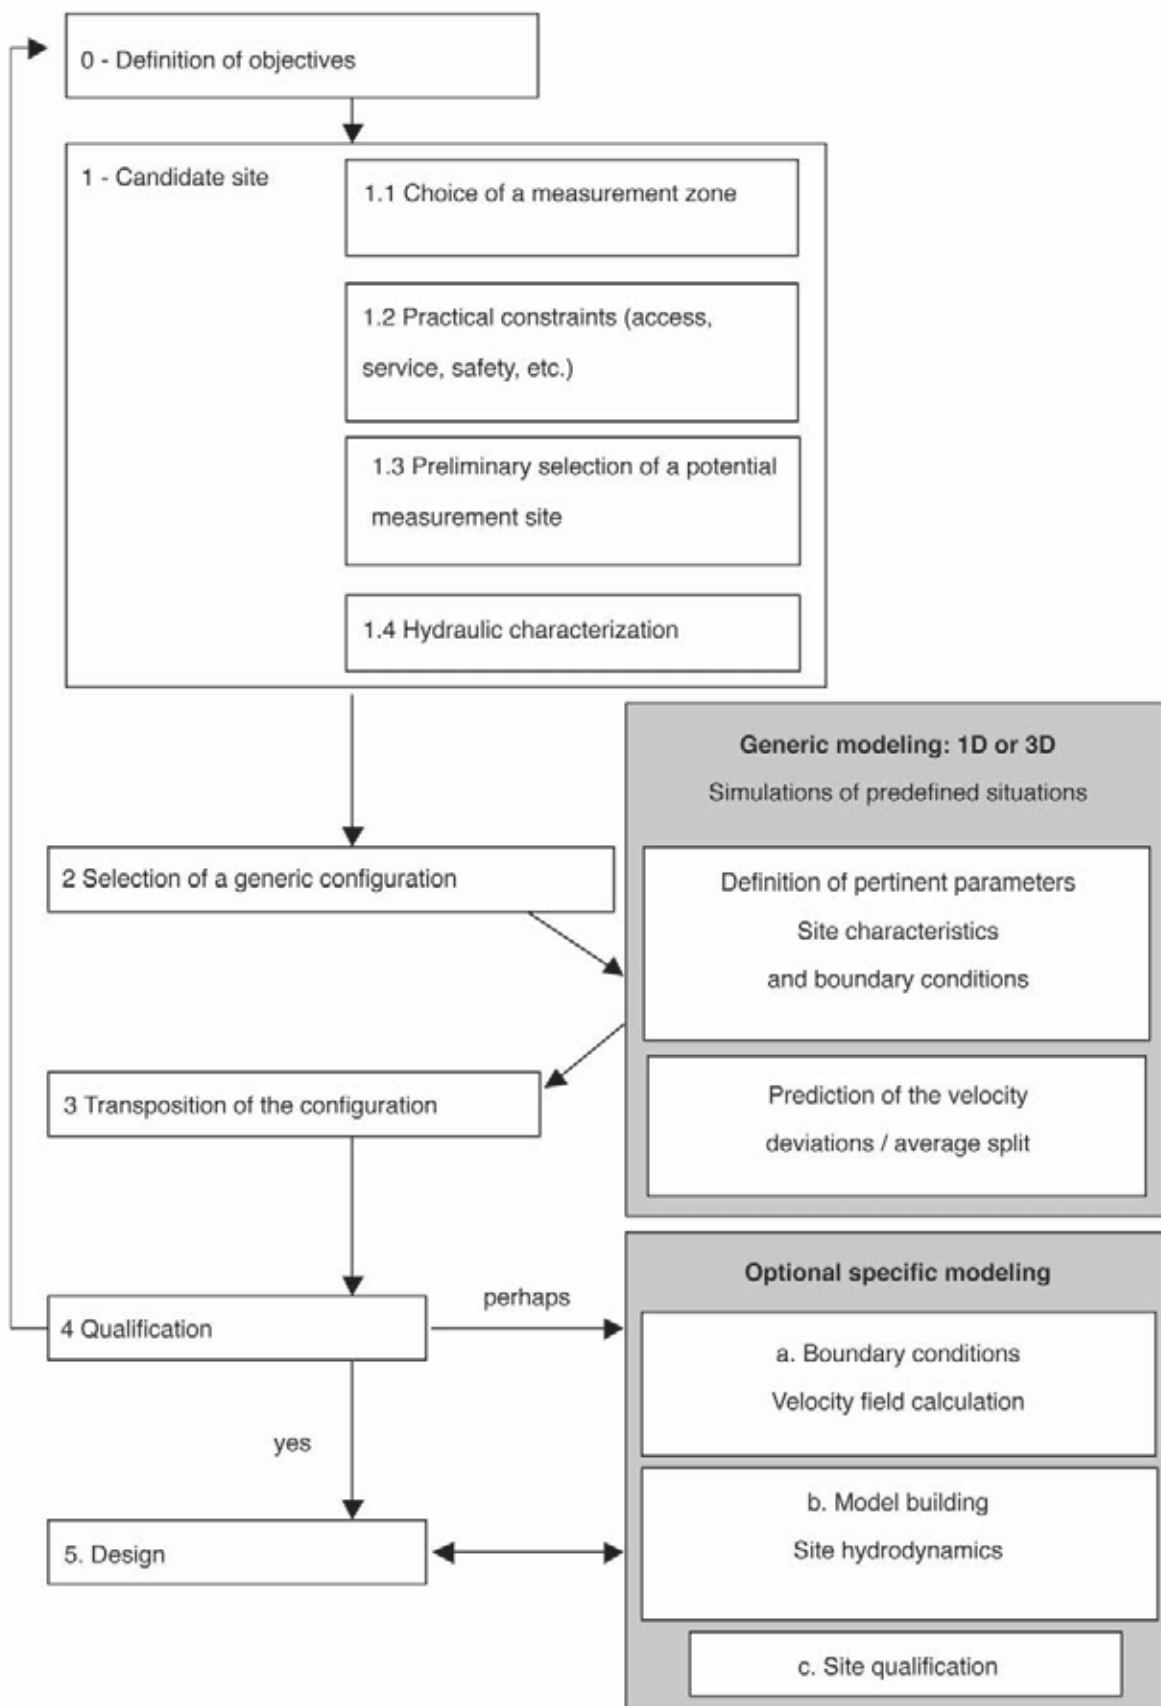 0 - Definition of objectives
1 - Candidate site
1.1 Choice of a measurement zone
1.2 Practical constraints (access,
service, safety, etc.)
1.3 Preliminary selection of a potential
measurement site
1.4 Hydraulic characterization
Generic modeling: 1D or 3D
Simulations of predefined situations
2 Selection of a generic configuration
Definition of pertinent parameters
Site characteristics
and boundary conditions
3 Transposition of the configuration
Prediction of the velocity
deviations / average split
Optional specific modeling
4 Qualification
perhaps
a. Boundary conditions
Velocity field calculation
yes
b. Model building
Site hydrodynamics
5. Design
c. Site qualification